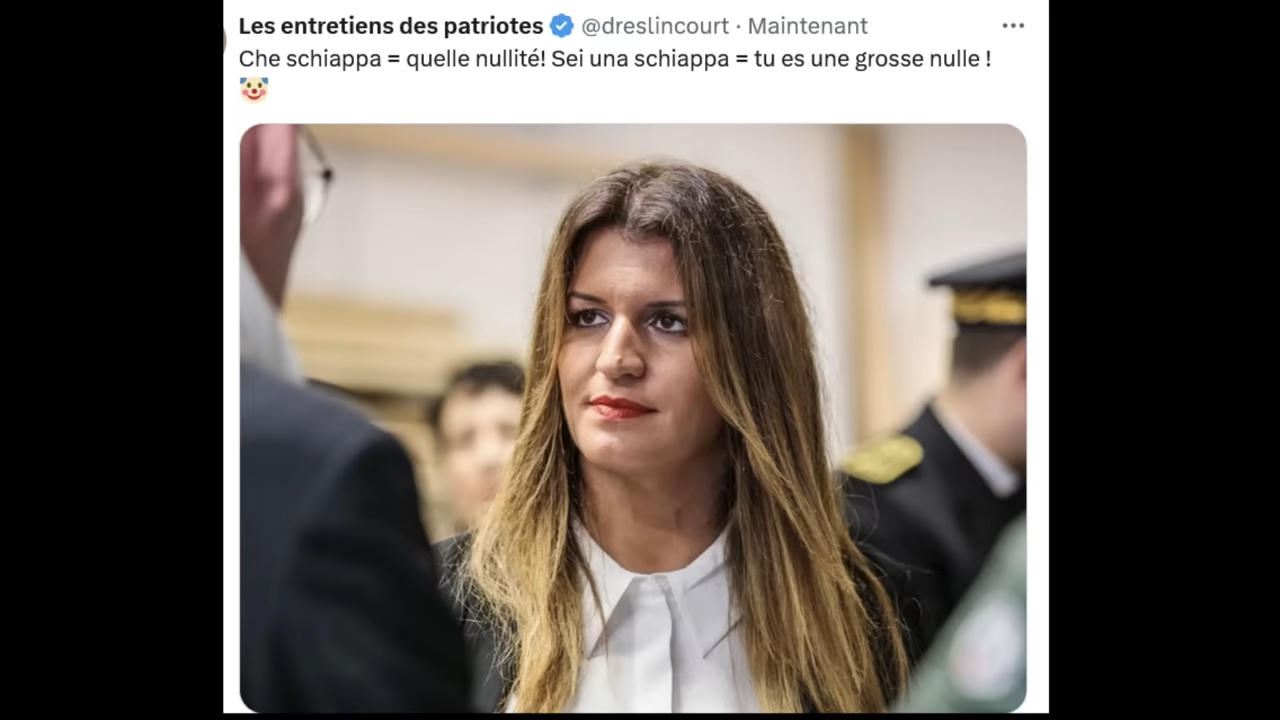 Les entretiens des patriotes @dreslincourt · Maintenant
Che schiappa = quelle nullité! Sei una schiappa = tu es une grosse nulle !
🤡